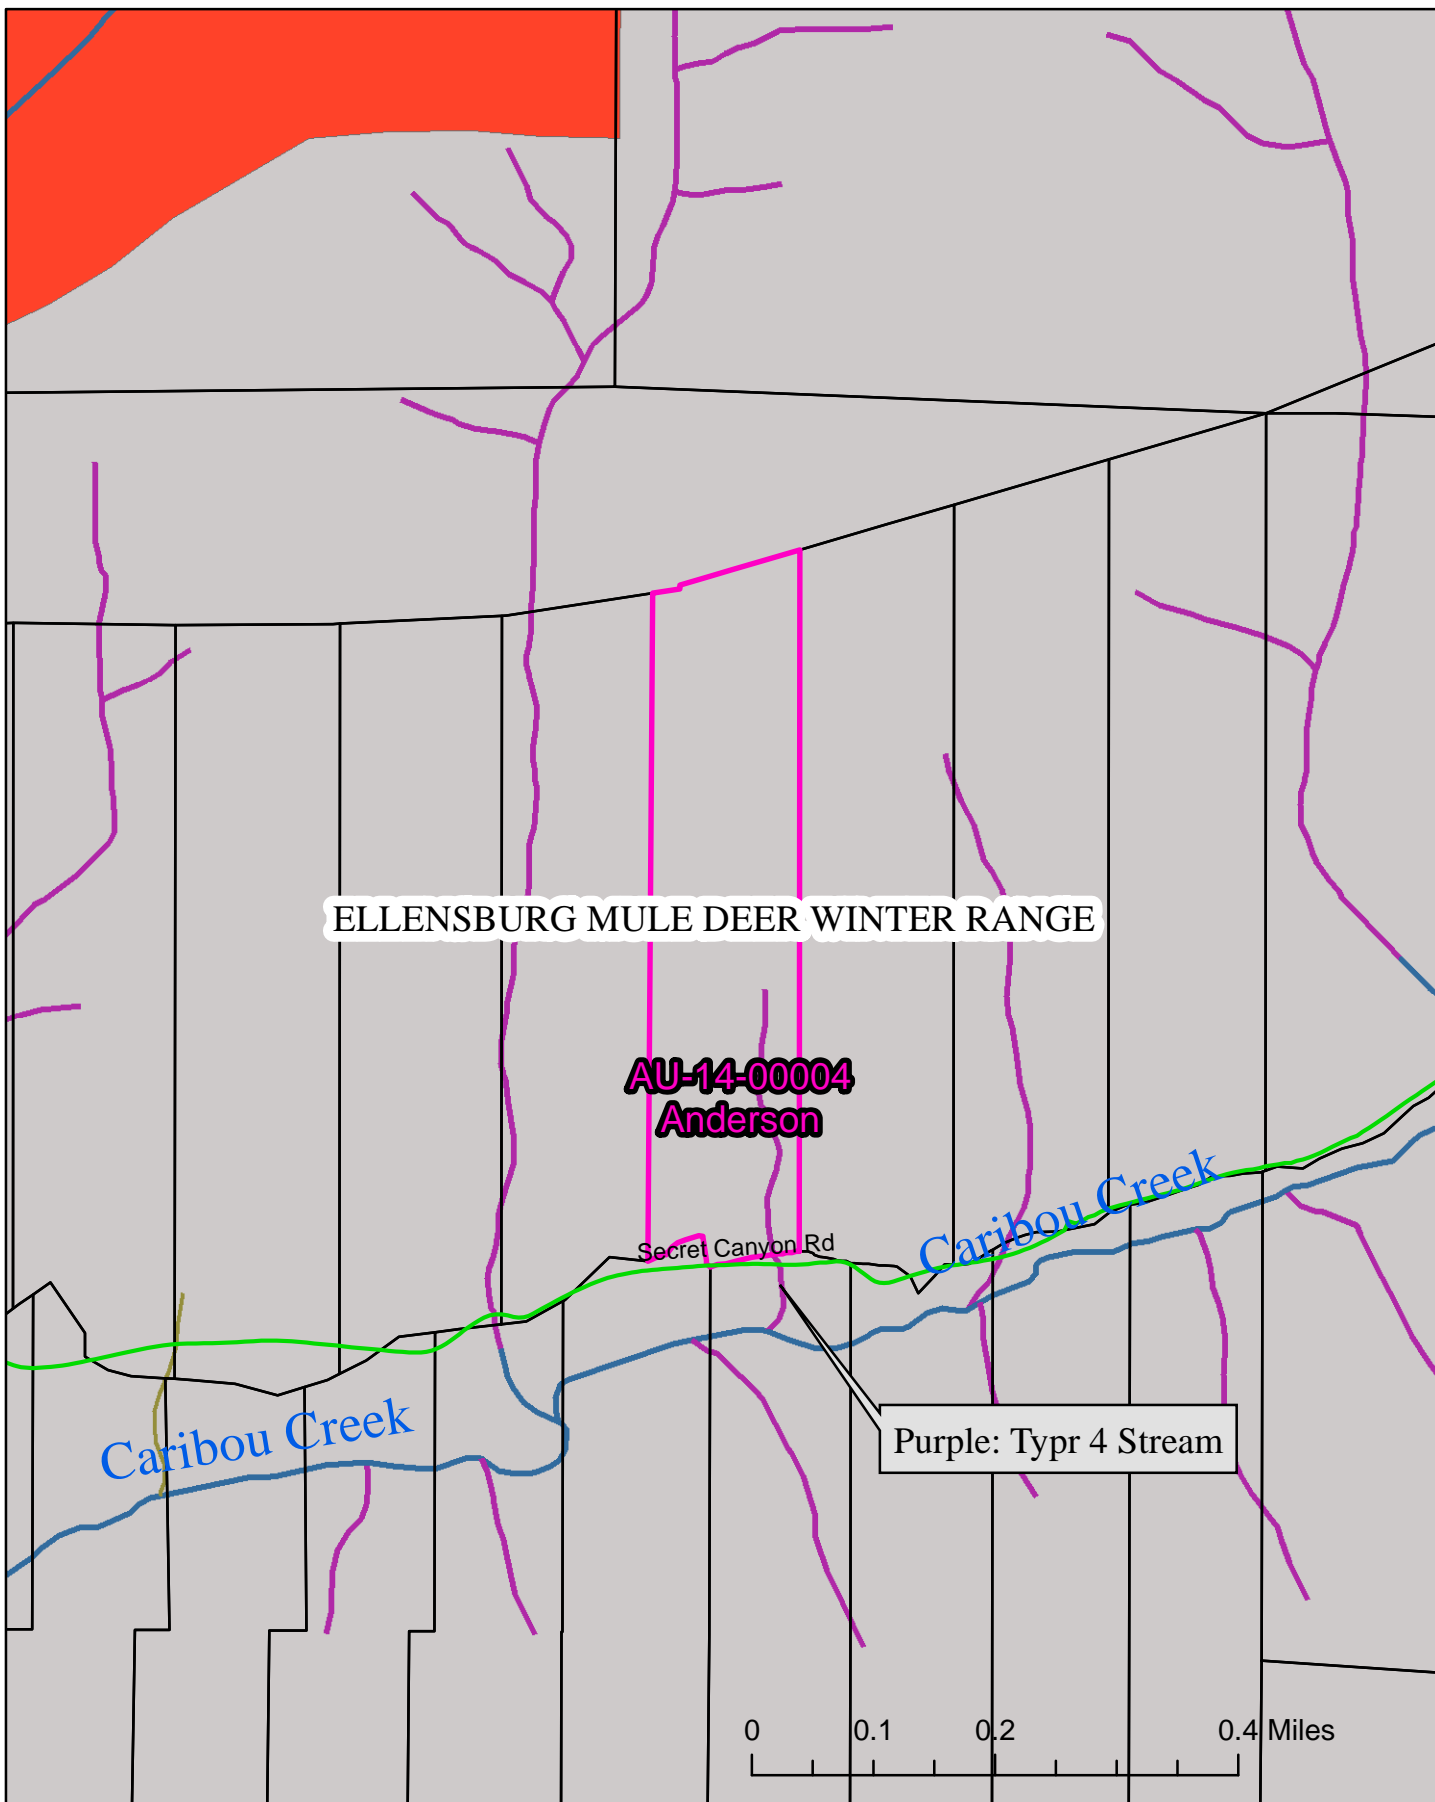 ELLENSBURG MULE DEER WINTER RANGE
AU-14-00004
Anderson
Caribou Creek
Secret Canyon Rd
Caribou Creek
Purple: Typr 4 Stream
0 0.1 0.2 0.4 Miles